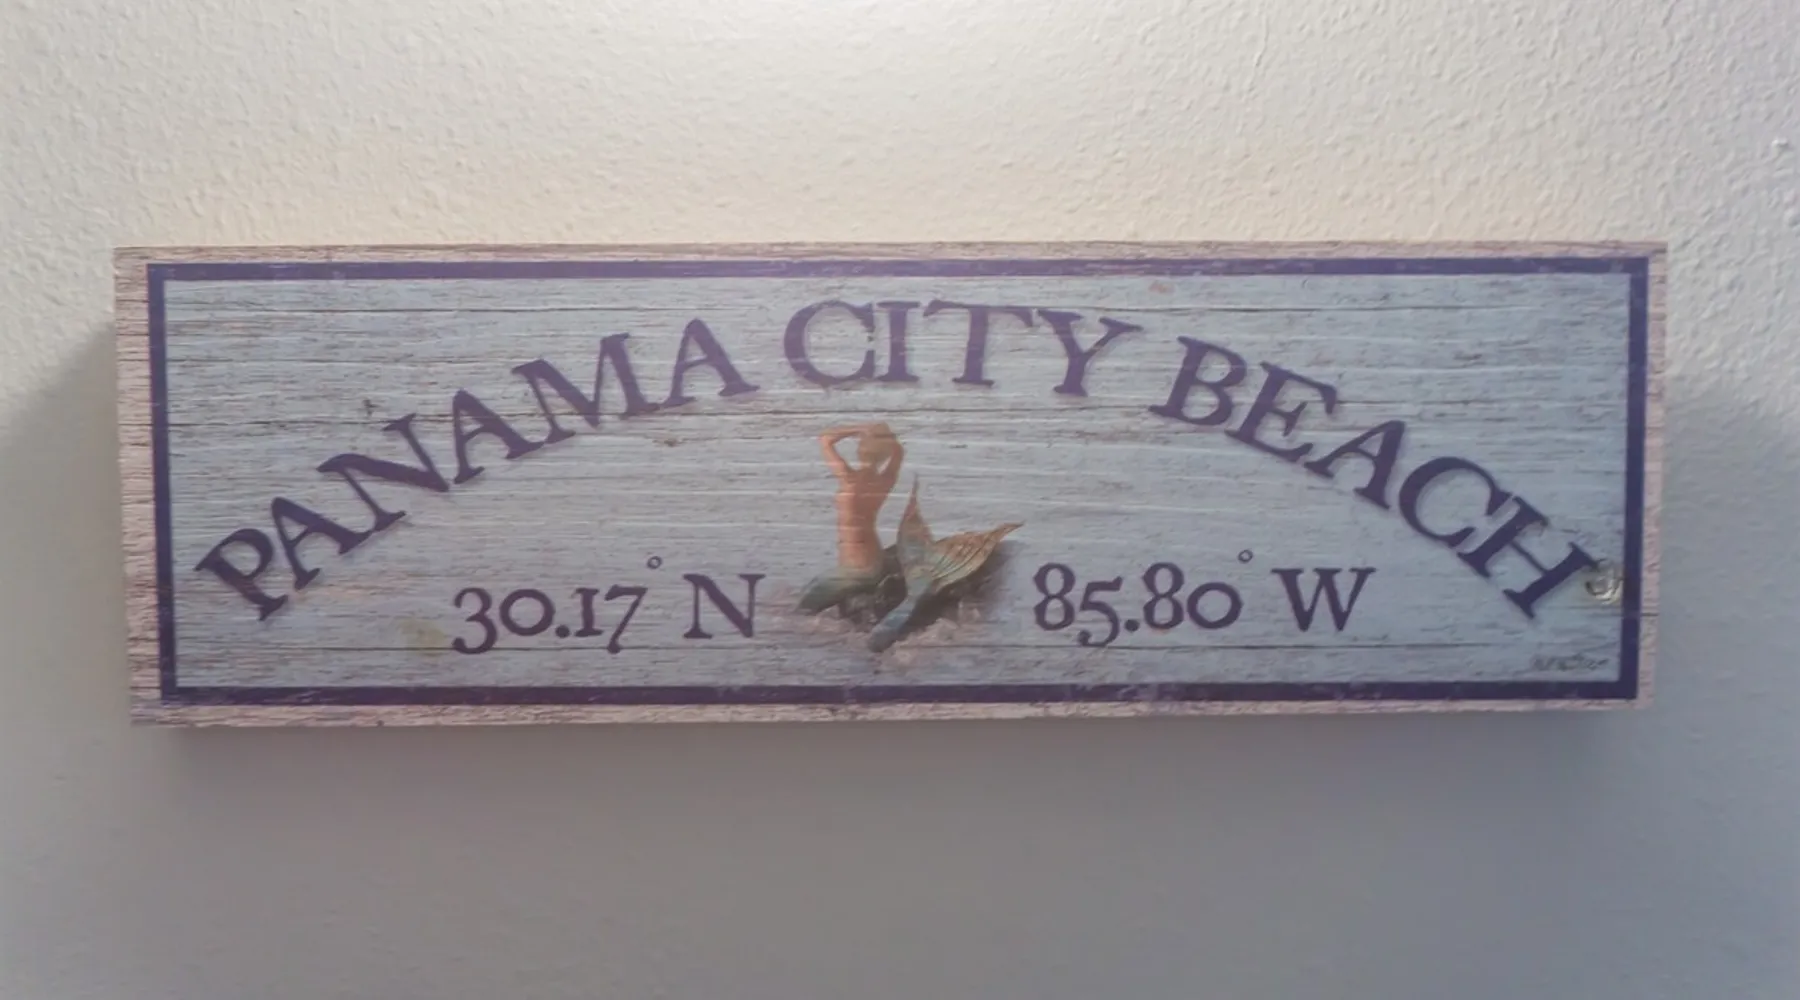 PANAMA CITY BEACH
30.17° N 85.80° W